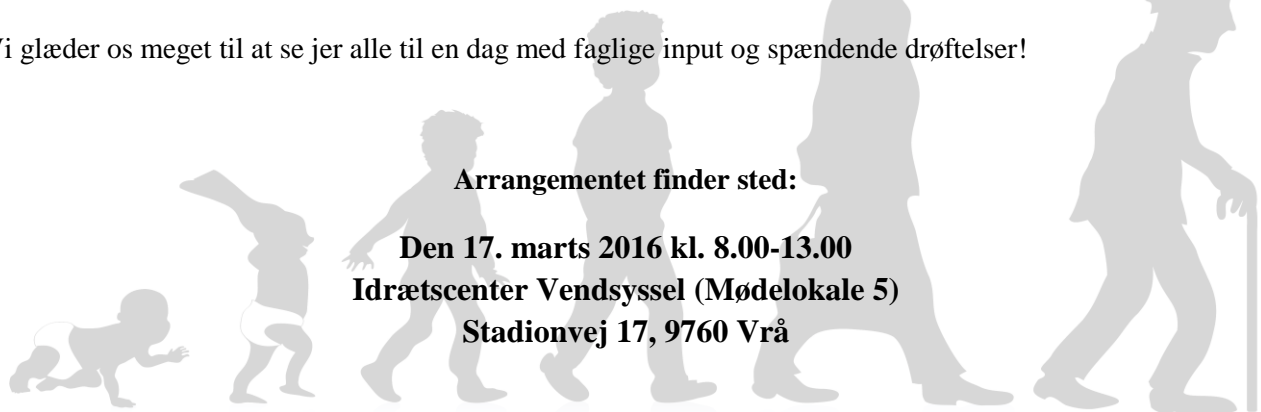 Vi glæder os meget til at se jer alle til en dag med faglige input og spændende drøftelser!
Arrangementet finder sted:
Den 17. marts 2016 kl. 8.00-13.00
Idrætscenter Vendsyssel (Mødelokale 5)
Stadionvej 17, 9760 Vrå